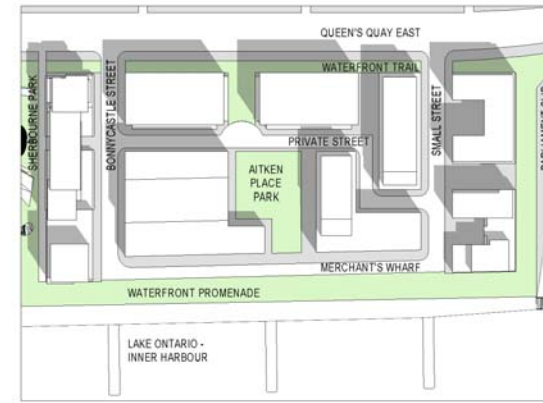 QUEEN'S QUAY EAST
WATERFRONT TRAIL
SHERBOURNE PARK
BONNYCASTLE STREET
PRIVATE STREET
SMALL STREET
AITKEN
PLACE
PARK
MERCHANT'S WHARF
WATERFRONT PROMENADE
LAKE ONTARIO -
INNER HARBOUR